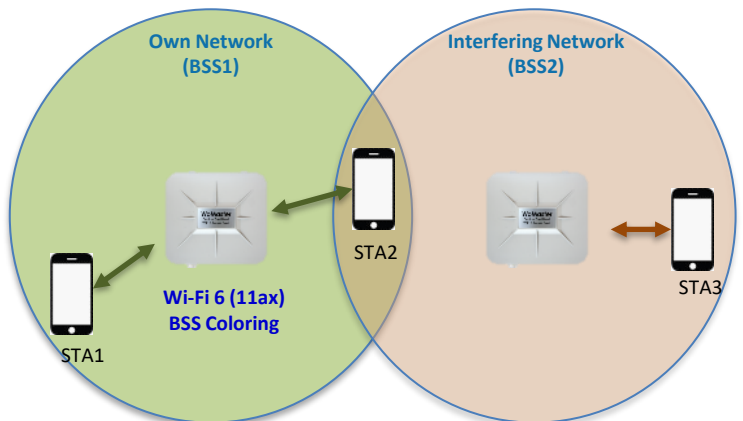 Own Network
(BSS1)
Interfering Network
(BSS2)
STA2
Wi-Fi 6 (11ax)
BSS Coloring
STA1
STA3